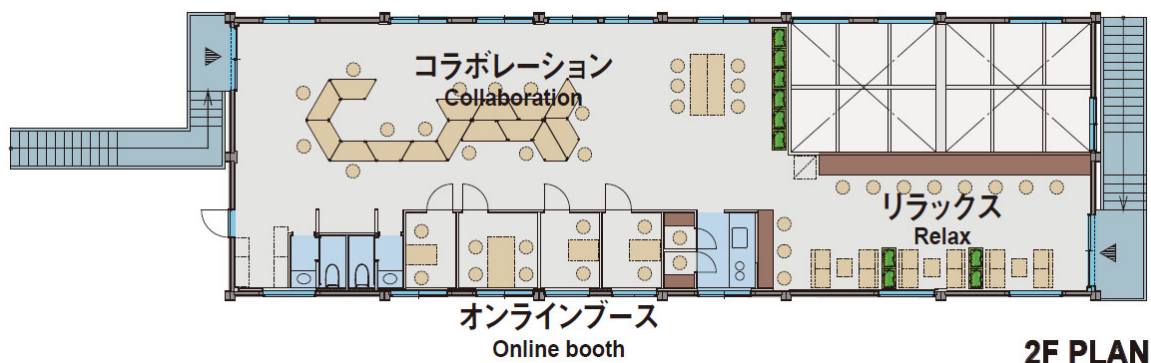 コラボレーション
Collaboration
リラックス
Relax
オンラインブース
Online booth
2F PLAN